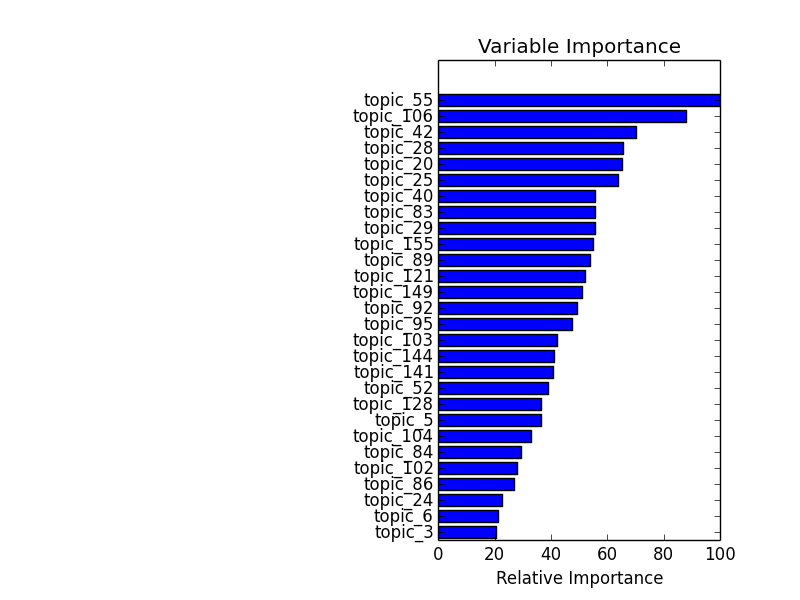 Variable Importance
topic_55
topic_106
topic_42
topic_28
topic_20
topic_25
topic_40
topic_83
topic_29
topic_155
topic_89
topic_121
topic_149
topic_92
topic_95
topic_103
topic_144
topic_141
topic_52
topic_128
topic_5
topic_104
topic_84
topic_102
topic_86
topic_24
topic_6
topic_3
0 20 40 60 80 100
Relative Importance